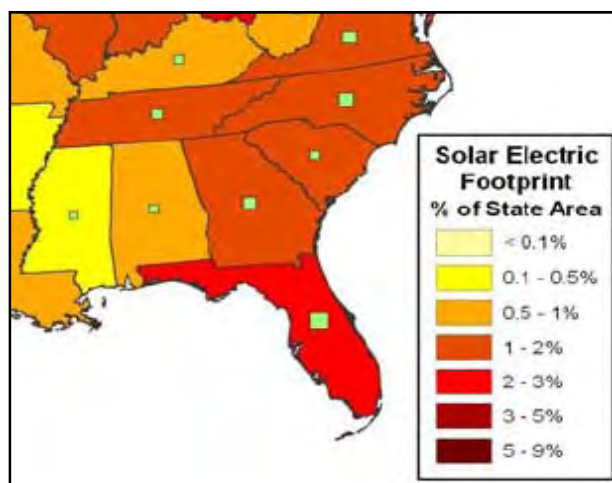 Solar Electric
Footprint
% of State Area
< 0.1%
0.1 - 0.5%
0.5 - 1%
1 - 2%
2 - 3%
3 - 5%
5 - 9%